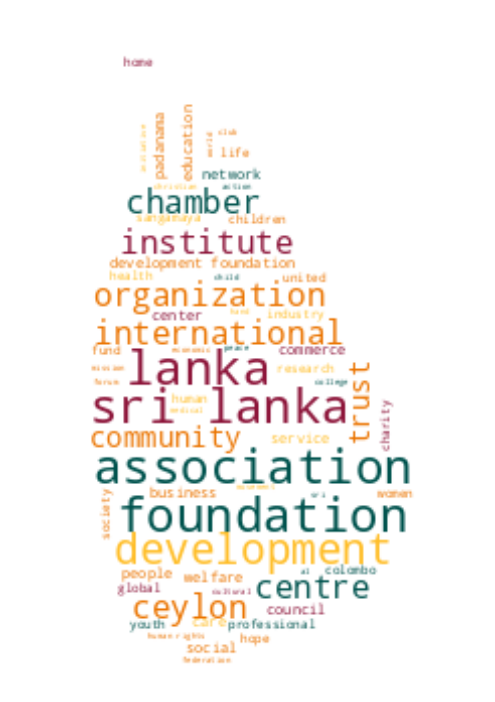 home
education
padanama
club
life
network
christian action
chamber
sangamaya children
institute
development foundation
health child united
organization
center fund industry
international
fund economic peace commerce
lanka
mission research
forum college
trust
human
sri lanka
medical
charity
community service
association
business sri women
society
foundation
development
people welfare al colombo
global cultural centre
ceylon council
youth care professional
human rights hope
social
federation